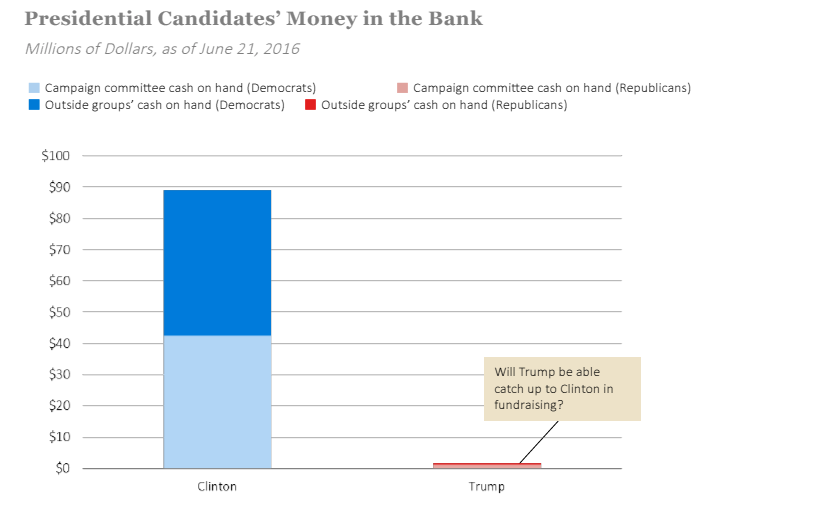 Presidential Candidates’ Money in the Bank
Millions of Dollars, as of June 21, 2016
Campaign committee cash on hand (Democrats)
Campaign committee cash on hand (Republicans)
Outside groups’ cash on hand (Democrats)
Outside groups’ cash on hand (Republicans)
$100
$90
$80
$70
$60
$50
$40
$30
$20
$10
$0
Will Trump be able
catch up to Clinton in
fundraising?
Clinton
Trump